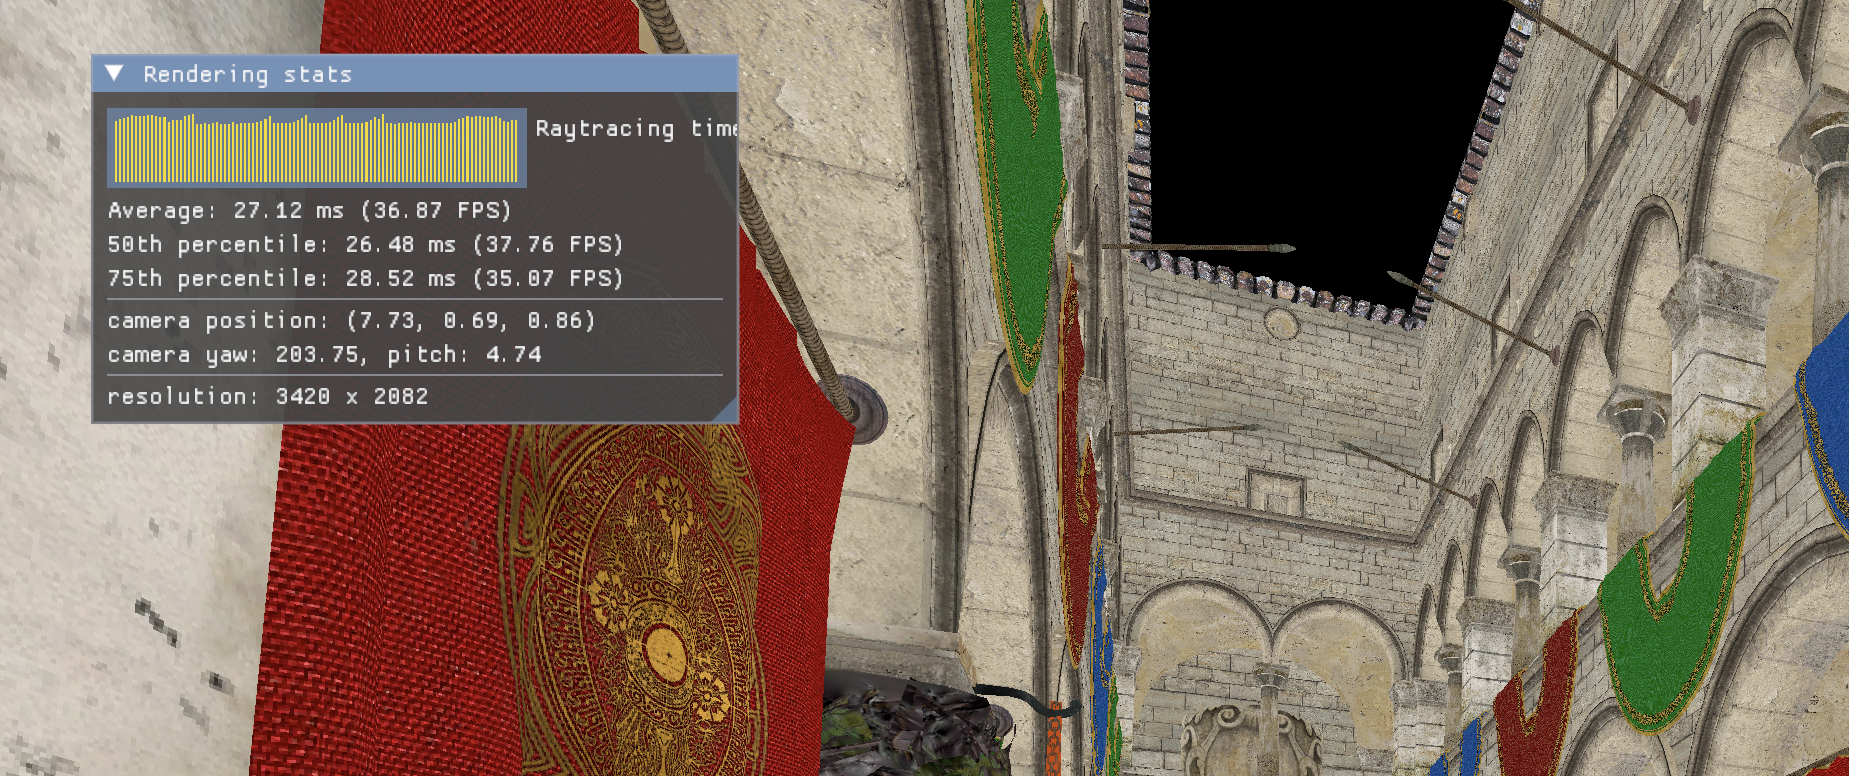 Rendering stats
Raytracing time
Average: 27.12 ms (36.87 FPS)
50th percentile: 26.48 ms (37.76 FPS)
75th percentile: 28.52 ms (35.07 FPS)
camera position: (7.73, 0.69, 0.86)
camera yaw: 203.75, pitch: 4.74
resolution: 3420 x 2082